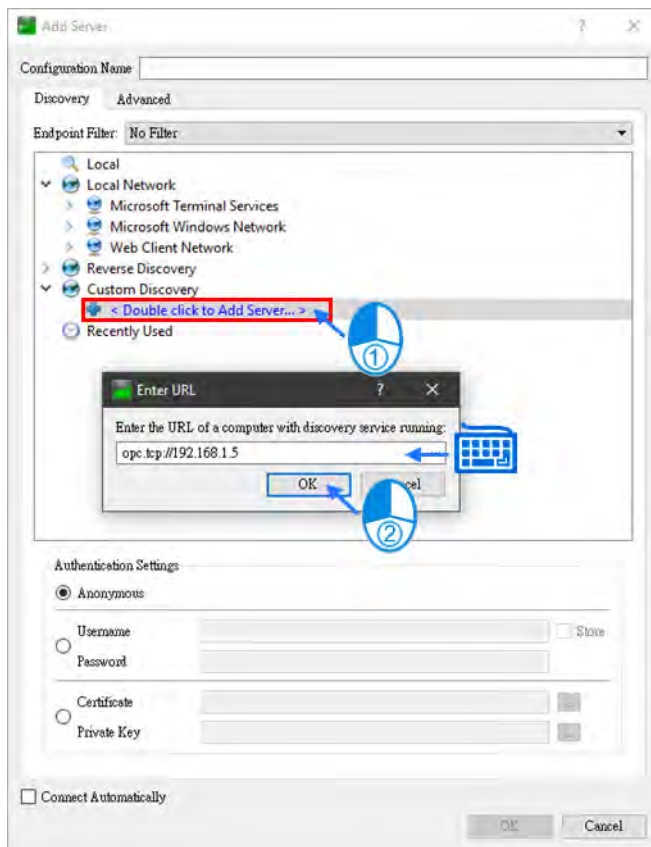 Add Server ? ×
Configuration Name
Discovery Advanced
Endpoint Filter: No Filter
Local
Local Network
Microsoft Terminal Services
Microsoft Windows Network
Web Client Network
Reverse Discovery
Custom Discovery
< Double click to Add Server... >
Recently Used
1
Enter URL ? ×
Enter the URL of a computer with discovery service running:
opc.tcp://192.168.1.5
OK
2
Authentication Settings
Anonymous
Username Store
Password
Certificate ...
Private Key ...
Connect Automatically
OK Cancel